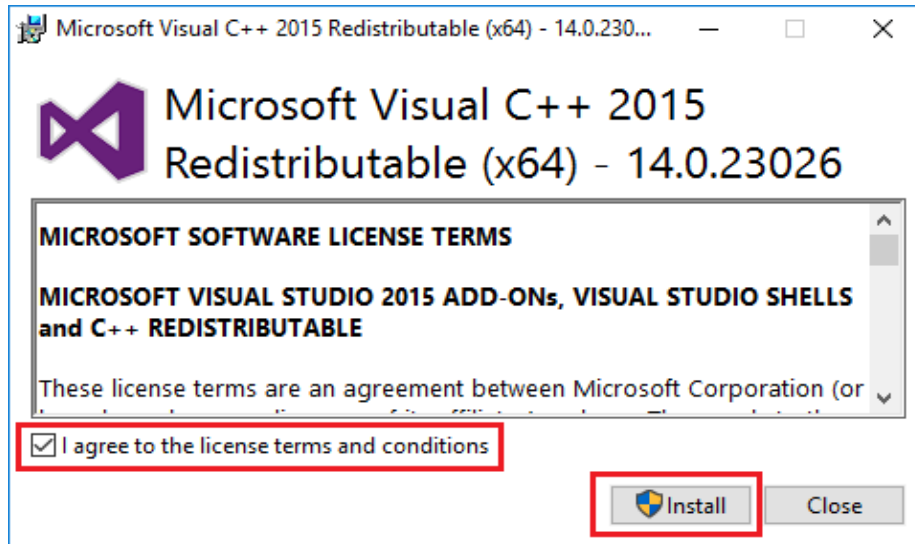 Microsoft Visual C++ 2015 Redistributable (x64) - 14.0.230...
Microsoft Visual C++ 2015
Redistributable (x64) - 14.0.23026
MICROSOFT SOFTWARE LICENSE TERMS
MICROSOFT VISUAL STUDIO 2015 ADD-ONs, VISUAL STUDIO SHELLS
and C++ REDISTRIBUTABLE
These license terms are an agreement between Microsoft Corporation (or
I agree to the license terms and conditions
Install
Close